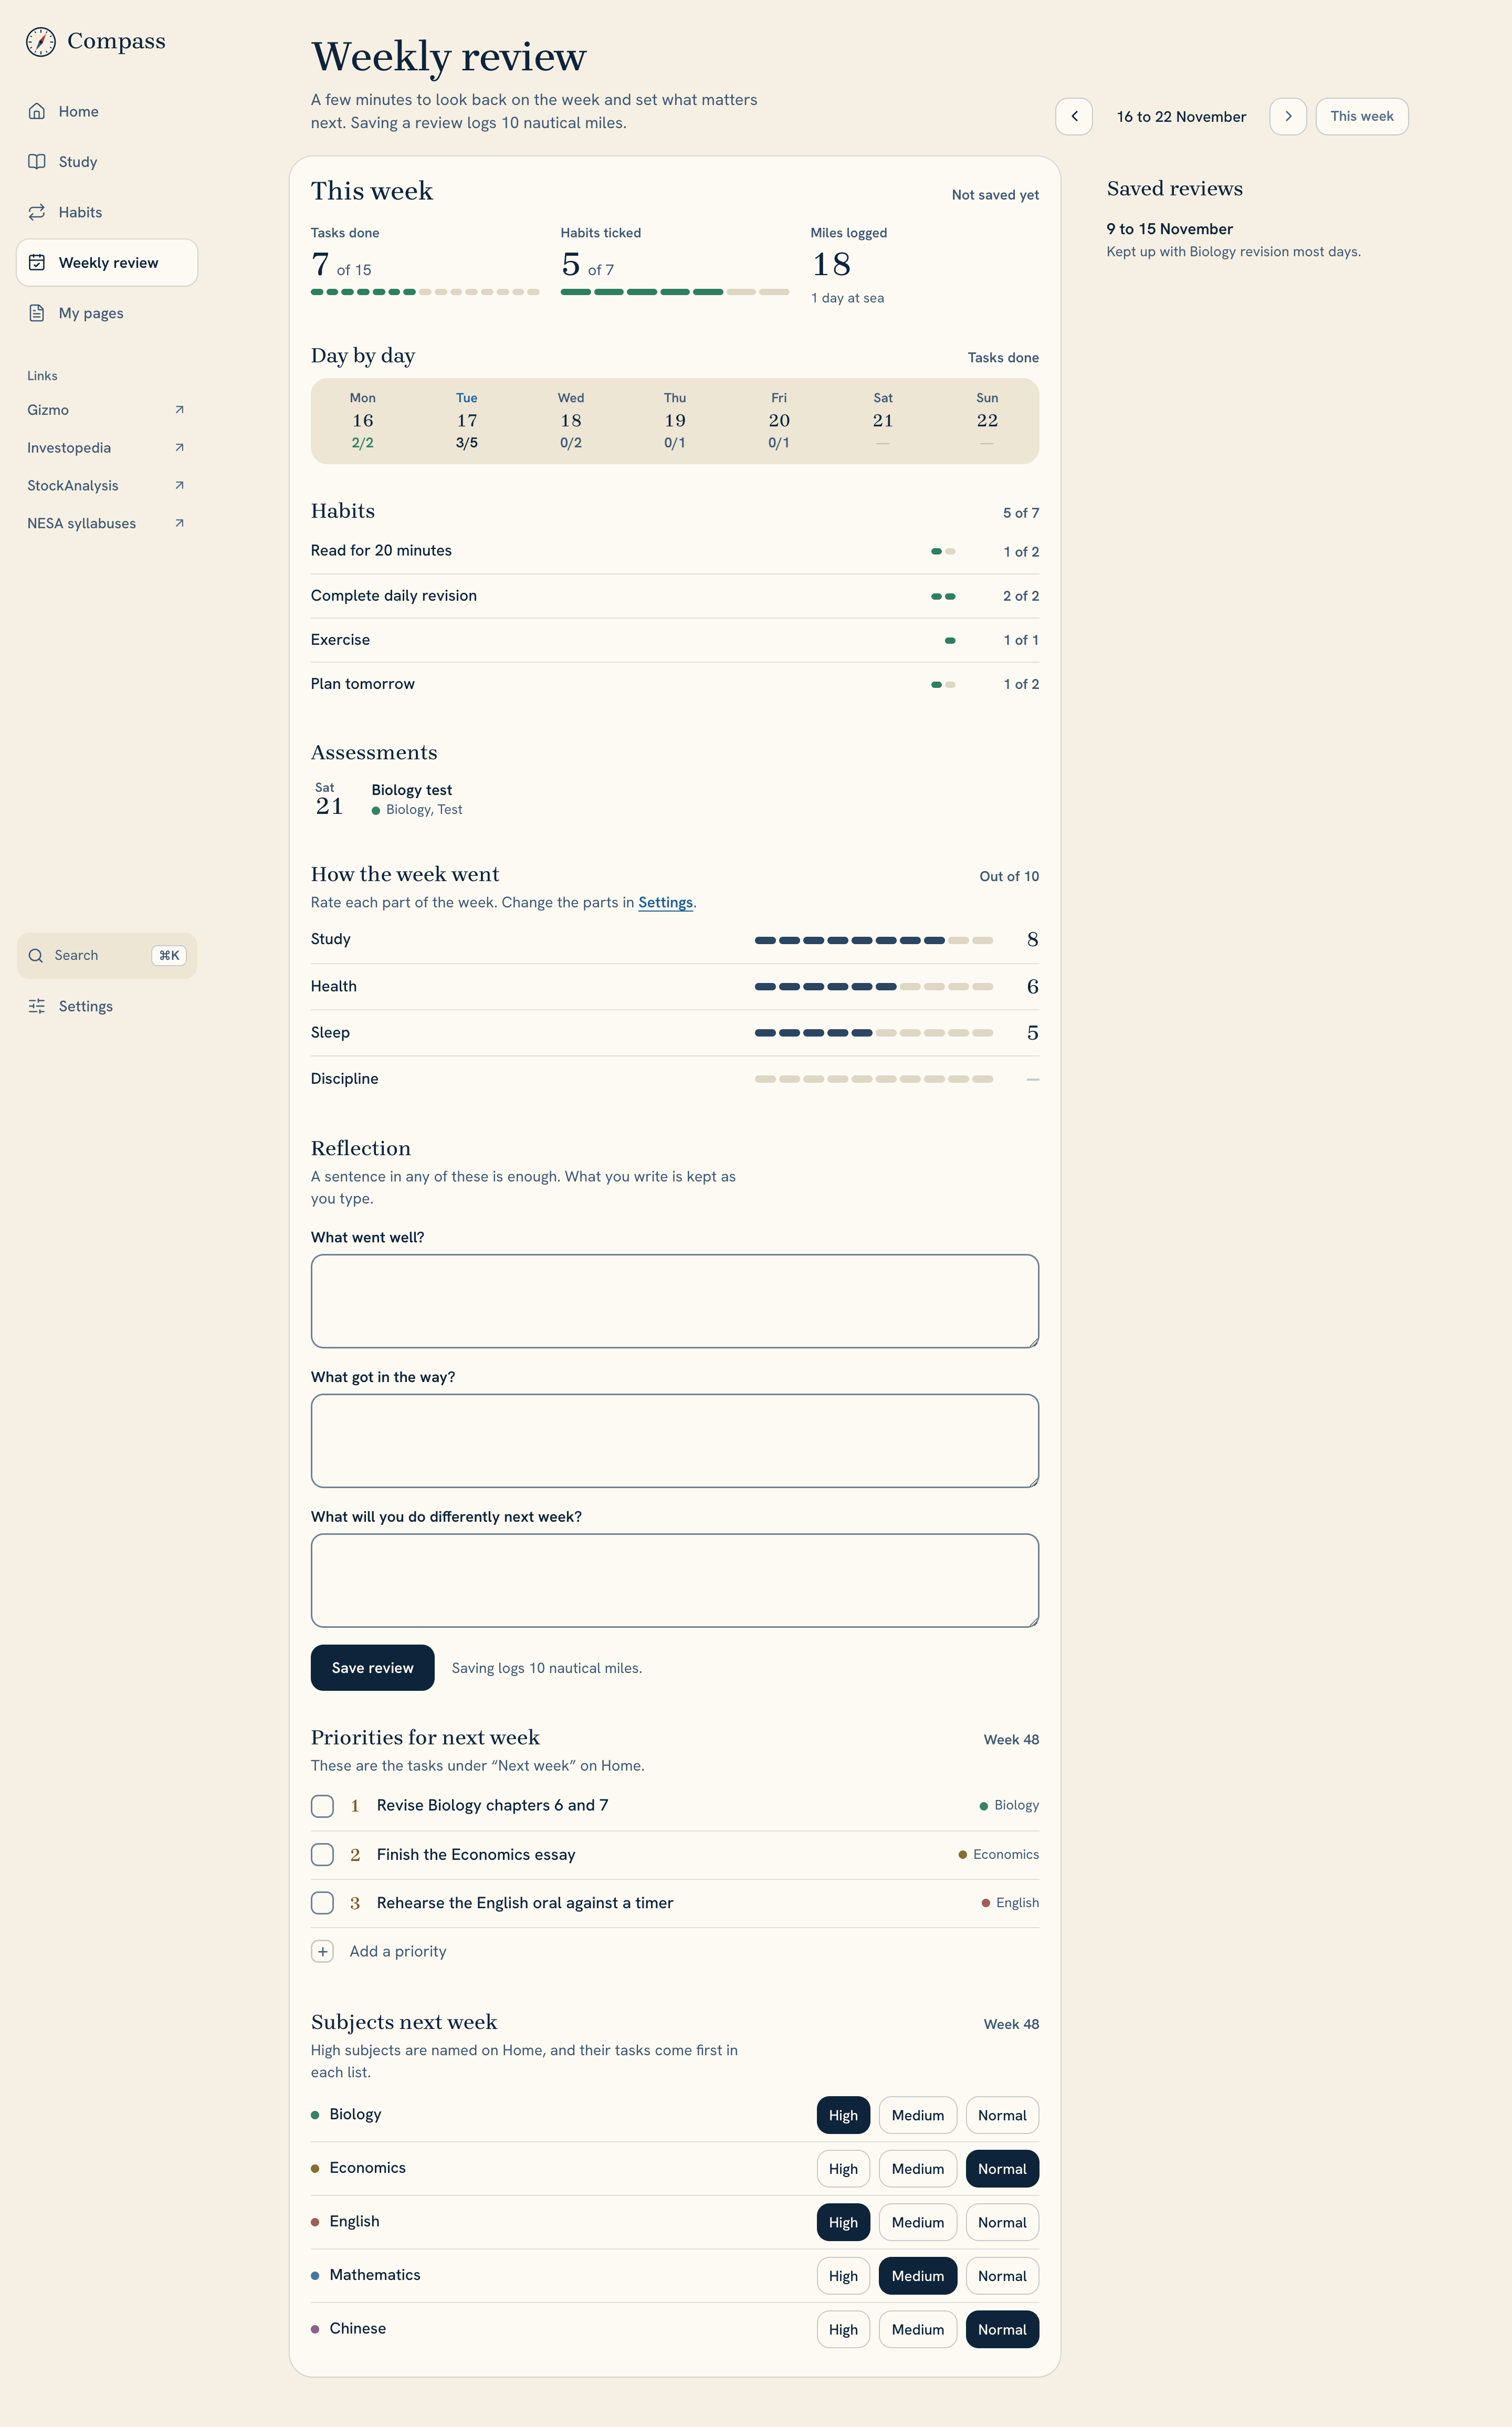 Compass
Home
Study
Habits
Weekly review
My pages
Links
Gizmo
Investopedia
StockAnalysis
NESA syllabuses
Search
⌘K
Settings
Weekly review
A few minutes to look back on the week and set what matters
next. Saving a review logs 10 nautical miles.
16 to 22 November
This week
This week
Not saved yet
Tasks done
7 of 15
Habits ticked
5 of 7
Miles logged
18
1 day at sea
Day by day
Tasks done
Mon Tue Wed Thu Fri Sat Sun
16 17 18 19 20 21 22
2/2 3/5 0/2 0/1 0/1 — —
Habits
5 of 7
Read for 20 minutes
1 of 2
Complete daily revision
2 of 2
Exercise
1 of 1
Plan tomorrow
1 of 2
Assessments
Sat
21
Biology test
Biology, Test
How the week went
Out of 10
Rate each part of the week. Change the parts in Settings.
Study
8
Health
6
Sleep
5
Discipline
—
Reflection
A sentence in any of these is enough. What you write is kept as
you type.
What went well?
What got in the way?
What will you do differently next week?
Save review
Saving logs 10 nautical miles.
Priorities for next week
Week 48
These are the tasks under “Next week” on Home.
1 Revise Biology chapters 6 and 7
Biology
2 Finish the Economics essay
Economics
3 Rehearse the English oral against a timer
English
+ Add a priority
Subjects next week
Week 48
High subjects are named on Home, and their tasks come first in
each list.
Biology
High Medium Normal
Economics
High Medium Normal
English
High Medium Normal
Mathematics
High Medium Normal
Chinese
High Medium Normal
Saved reviews
9 to 15 November
Kept up with Biology revision most days.